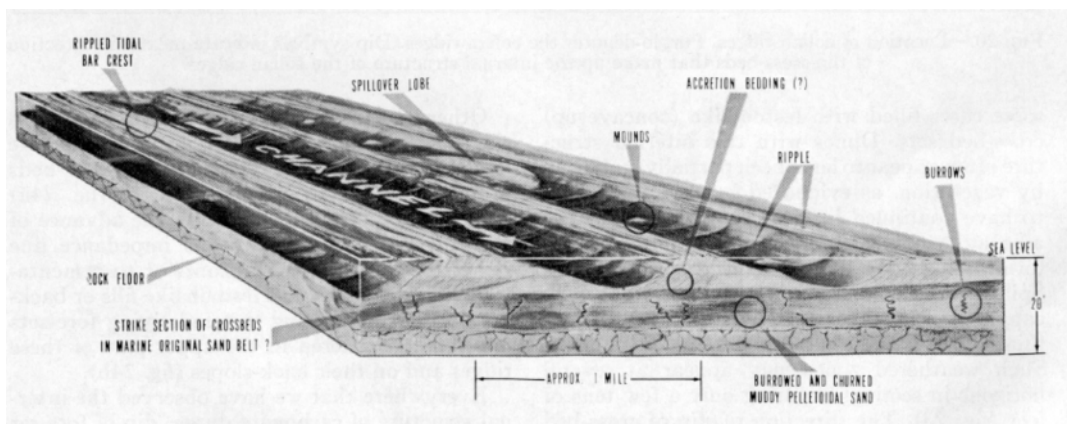 RIPPLED TIDAL
BAR CREST
SPILLOVER LOBE
ACCRETION BEDDING (?)
MOUNDS
RIPPLE
BURROWS
CHANNEL
SEA LEVEL
ROCK FLOOR
20'
STRIKE SECTION OF CROSSBEDS
IN MARINE ORIGINAL SAND BELT ?
APPROX. 1 MILE
BURROWED AND CHURNED
MUDDY PELLETOIDAL SAND